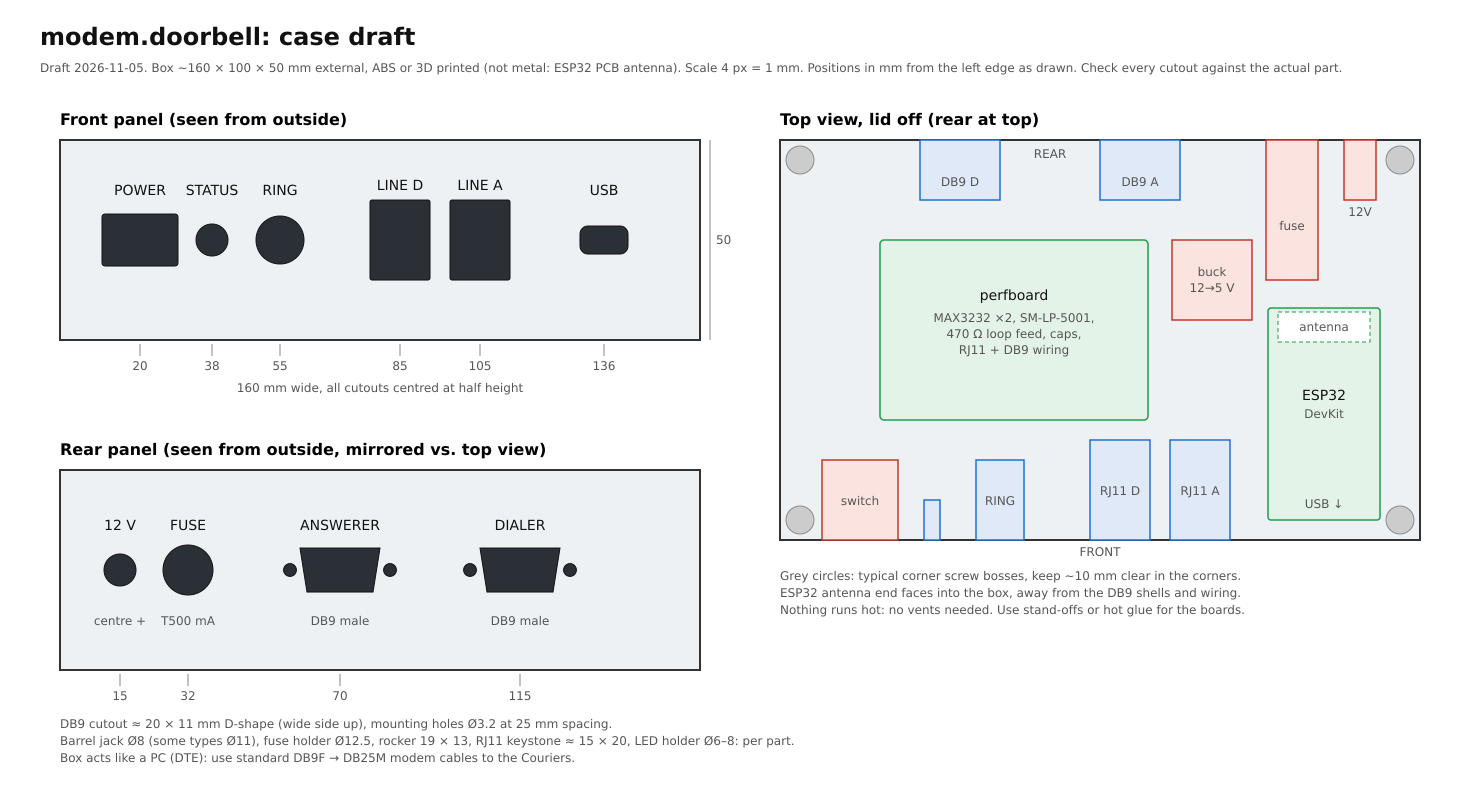 modem.doorbell: case draft
Draft 2026-11-05. Box ~160 × 100 × 50 mm external, ABS or 3D printed (not metal: ESP32 PCB antenna). Scale 4 px = 1 mm. Positions in mm from the left edge as drawn. Check every cutout against the actual part.
Front panel (seen from outside)
POWER STATUS RING LINE D LINE A USB
50
20 38 55 85 105 136
160 mm wide, all cutouts centred at half height
Rear panel (seen from outside, mirrored vs. top view)
12 V FUSE ANSWERER DIALER
centre + T500 mA DB9 male DB9 male
15 32 70 115
DB9 cutout ≈ 20 × 11 mm D-shape (wide side up), mounting holes Ø3.2 at 25 mm spacing.
Barrel jack Ø8 (some types Ø11), fuse holder Ø12.5, rocker 19 × 13, RJ11 keystone ≈ 15 × 20, LED holder Ø6–8: per part.
Box acts like a PC (DTE): use standard DB9F → DB25M modem cables to the Couriers.
Top view, lid off (rear at top)
REAR
DB9 D DB9 A
12V
fuse
buck
12→5 V
perfboard
MAX3232 ×2, SM-LP-5001,
470 Ω loop feed, caps,
RJ11 + DB9 wiring
antenna
ESP32
DevKit
USB ↓
switch RING RJ11 D RJ11 A
FRONT
Grey circles: typical corner screw bosses, keep ~10 mm clear in the corners.
ESP32 antenna end faces into the box, away from the DB9 shells and wiring.
Nothing runs hot: no vents needed. Use stand-offs or hot glue for the boards.